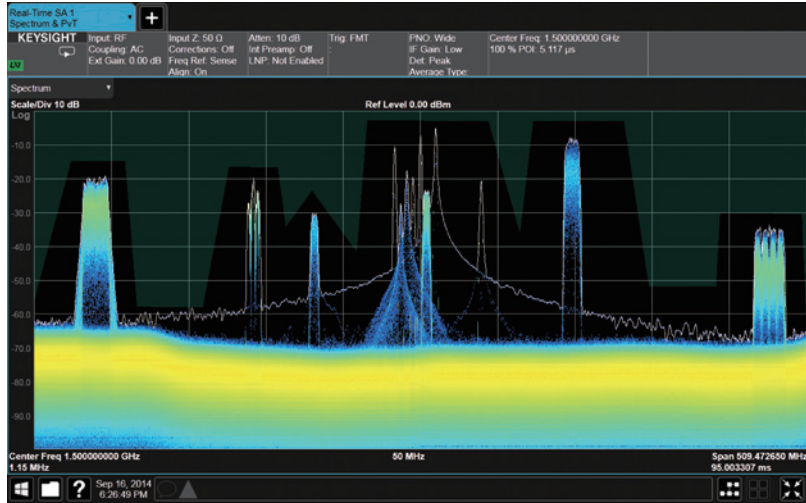 Real-Time SA 1
Spectrum & PvT
KEYSIGHT
Input: RF
Coupling: AC
Ext Gain: 0.00 dB
Input Z: 50 Ω
Corrections: Off
Freq Ref: Sense
Align: On
Atten: 10 dB
Int Preamp: Off
LNP: Not Enabled
Trig: FMT
PNO: Wide
IF Gain: Low
Det: Peak
Average Type:
Center Freq: 1.500000000 GHz
100 % POI: 5.117 µs
Spectrum
Scale/Div 10 dB
Ref Level 0.00 dBm
Log
-10.0
-20.0
-30.0
-40.0
-50.0
-60.0
-70.0
-80.0
-90.0
Center Freq 1.500000000 GHz
50 MHz
Span 509.472650 MHz
1.15 MHz
95.003307 ms
?
Sep 16, 2014
6:26:49 PM